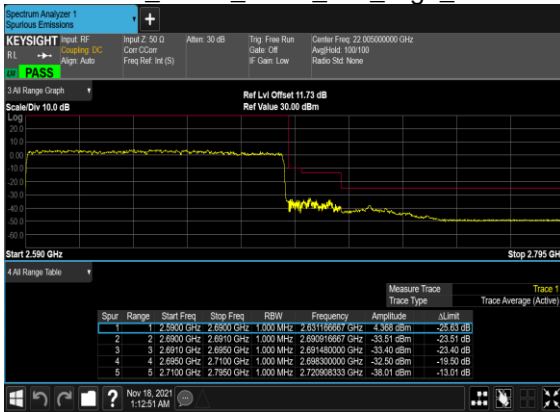 Spectrum Analyzer 1
Spurious Emissions
KEYSIGHT
RL
Input: RF
Coupling: DC
Align: Auto
Input Z: 50 Ω
Corr CCorr
Freq Ref: Int (S)
Atten: 30 dB
Trig: Free Run
Gate: Off
IF Gain: Low
Center Freq: 22.005000000 GHz
Avg|Hold: 100/100
Radio Std: None
PASS
3 All Range Graph
Scale/Div 10.0 dB
Ref Lvl Offset 11.73 dB
Ref Value 30.00 dBm
Log
20.0
10.0
0.00
-10.0
-20.0
-30.0
-40.0
-50.0
-60.0
Start 2.590 GHz
Stop 2.795 GH
4 All Range Table
Measure Trace Trace 1
Trace Type Trace Average (Active)
Spur Range Start Freq Stop Freq RBW Frequency Amplitude ΔLimit
1 1 2.5900 GHz 2.6900 GHz 1.000 MHz 2.631166667 GHz 4.368 dBm -25.63 dB
2 2 2.6900 GHz 2.6910 GHz 1.000 MHz 2.690916667 GHz -33.51 dBm -23.51 dB
3 3 2.6910 GHz 2.6950 GHz 1.000 MHz 2.691480000 GHz -33.40 dBm -23.40 dB
4 4 2.6950 GHz 2.7100 GHz 1.000 MHz 2.698300000 GHz -32.50 dBm -19.50 dB
5 5 2.7100 GHz 2.7950 GHz 1.000 MHz 2.720908333 GHz -38.01 dBm -13.01 dB
Nov 18, 2021
1:12:51 AM